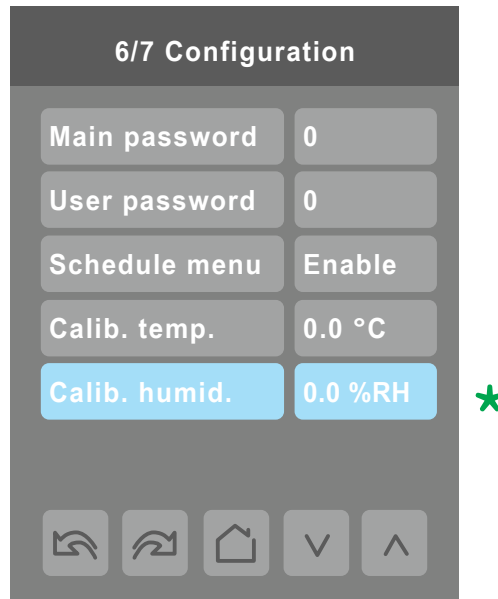 6/7 Configuration
Main password 0
User password 0
Schedule menu Enable
Calib. temp. 0.0 °C
Calib. humid. 0.0 %RH
*